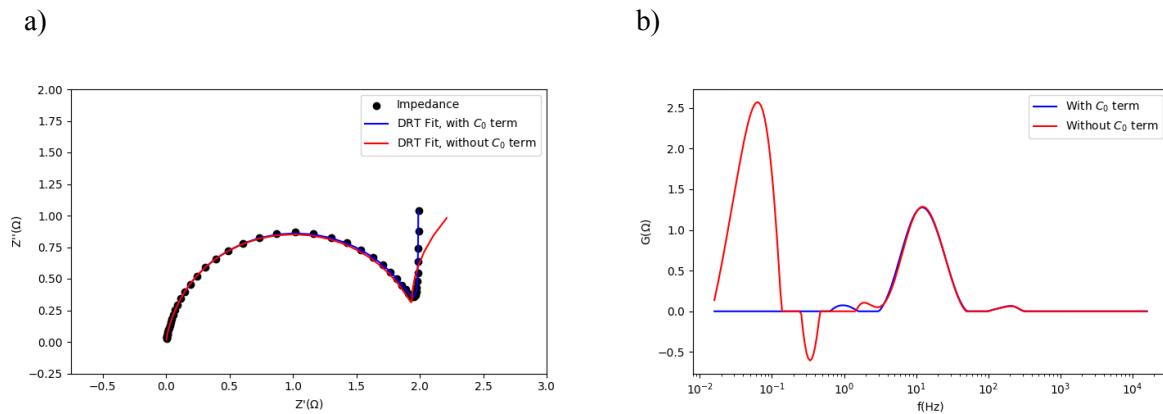 a)
b)
2.00
1.75
1.50
1.25
1.00
0.75
0.50
0.25
0.00
−0.25
Z''(Ω)
Impedance
DRT Fit, with C₀ term
DRT Fit, without C₀ term
−0.5 0.0 0.5 1.0 1.5 2.0 2.5 3.0
Z'(Ω)
2.5
2.0
1.5
1.0
0.5
0.0
−0.5
G(Ω)
With C₀ term
Without C₀ term
10⁻² 10⁻¹ 10⁰ 10¹ 10² 10³ 10⁴
f(Hz)